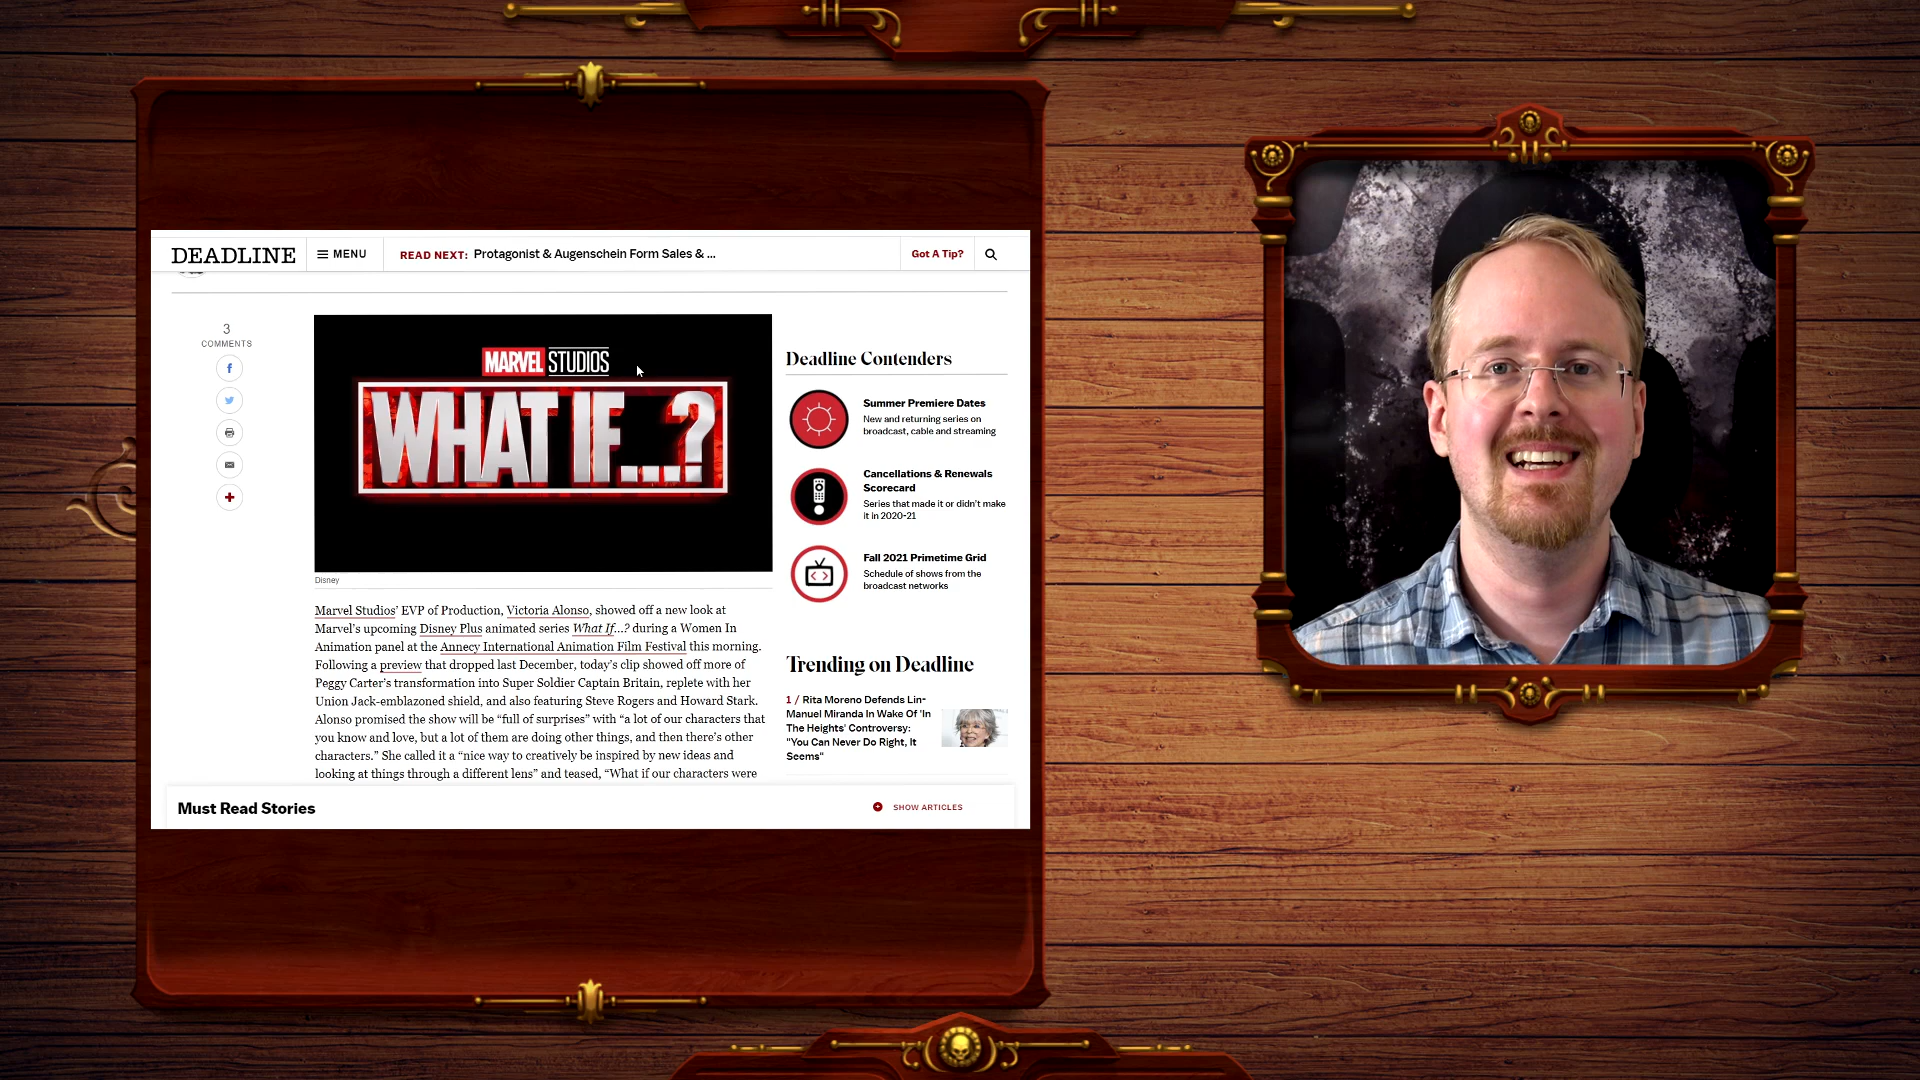 DEADLINE
MENU
READ NEXT: Protagonist & Augenschein Form Sales & ...
Got A Tip?
3
COMMENTS
MARVEL STUDIOS
WHAT IF...?
Disney
Marvel Studios' EVP of Production, Victoria Alonso, showed off a new look at
Marvel's upcoming Disney Plus animated series What If...? during a Women In
Animation panel at the Annecy International Animation Film Festival this morning.
Following a preview that dropped last December, today's clip showed off more of
Peggy Carter's transformation into Super Soldier Captain Britain, replete with her
Union Jack-emblazoned shield, and also featuring Steve Rogers and Howard Stark.
Alonso promised the show will be “full of surprises” with “a lot of our characters that
you know and love, but a lot of them are doing other things, and then there's other
characters.” She called it a “nice way to creatively be inspired by new ideas and
looking at things through a different lens” and teased, “What if our characters were
Deadline Contenders
Summer Premiere Dates
New and returning series on
broadcast, cable and streaming
Cancellations & Renewals
Scorecard
Series that made it or didn't make
it in 2020-21
Fall 2021 Primetime Grid
Schedule of shows from the
broadcast networks
Trending on Deadline
1 / Rita Moreno Defends Lin-
Manuel Miranda In Wake Of 'In
The Heights' Controversy:
"You Can Never Do Right, It
Seems"
Must Read Stories
SHOW ARTICLES